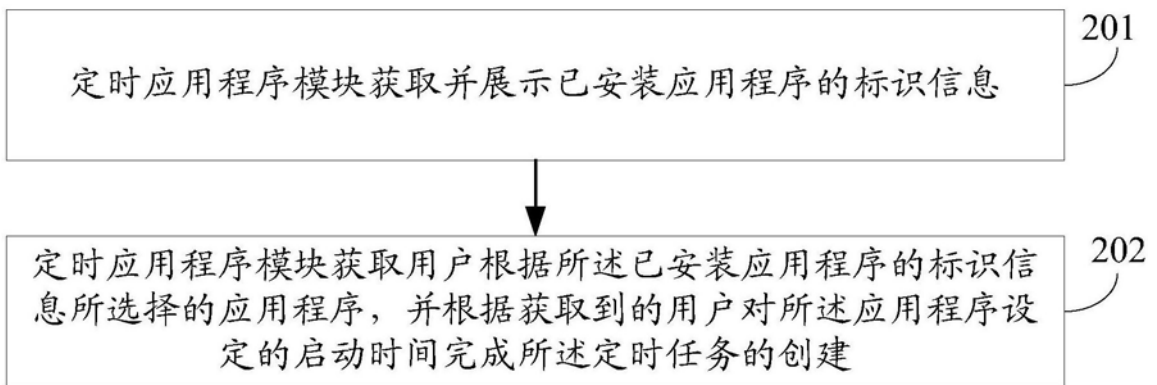 定时应用程序模块获取并展示已安装应用程序的标识信息
201
定时应用程序模块获取用户根据所述已安装应用程序的标识信
息所选择的应用程序，并根据获取到的用户对所述应用程序设
定的启动时间完成所述定时任务的创建
202